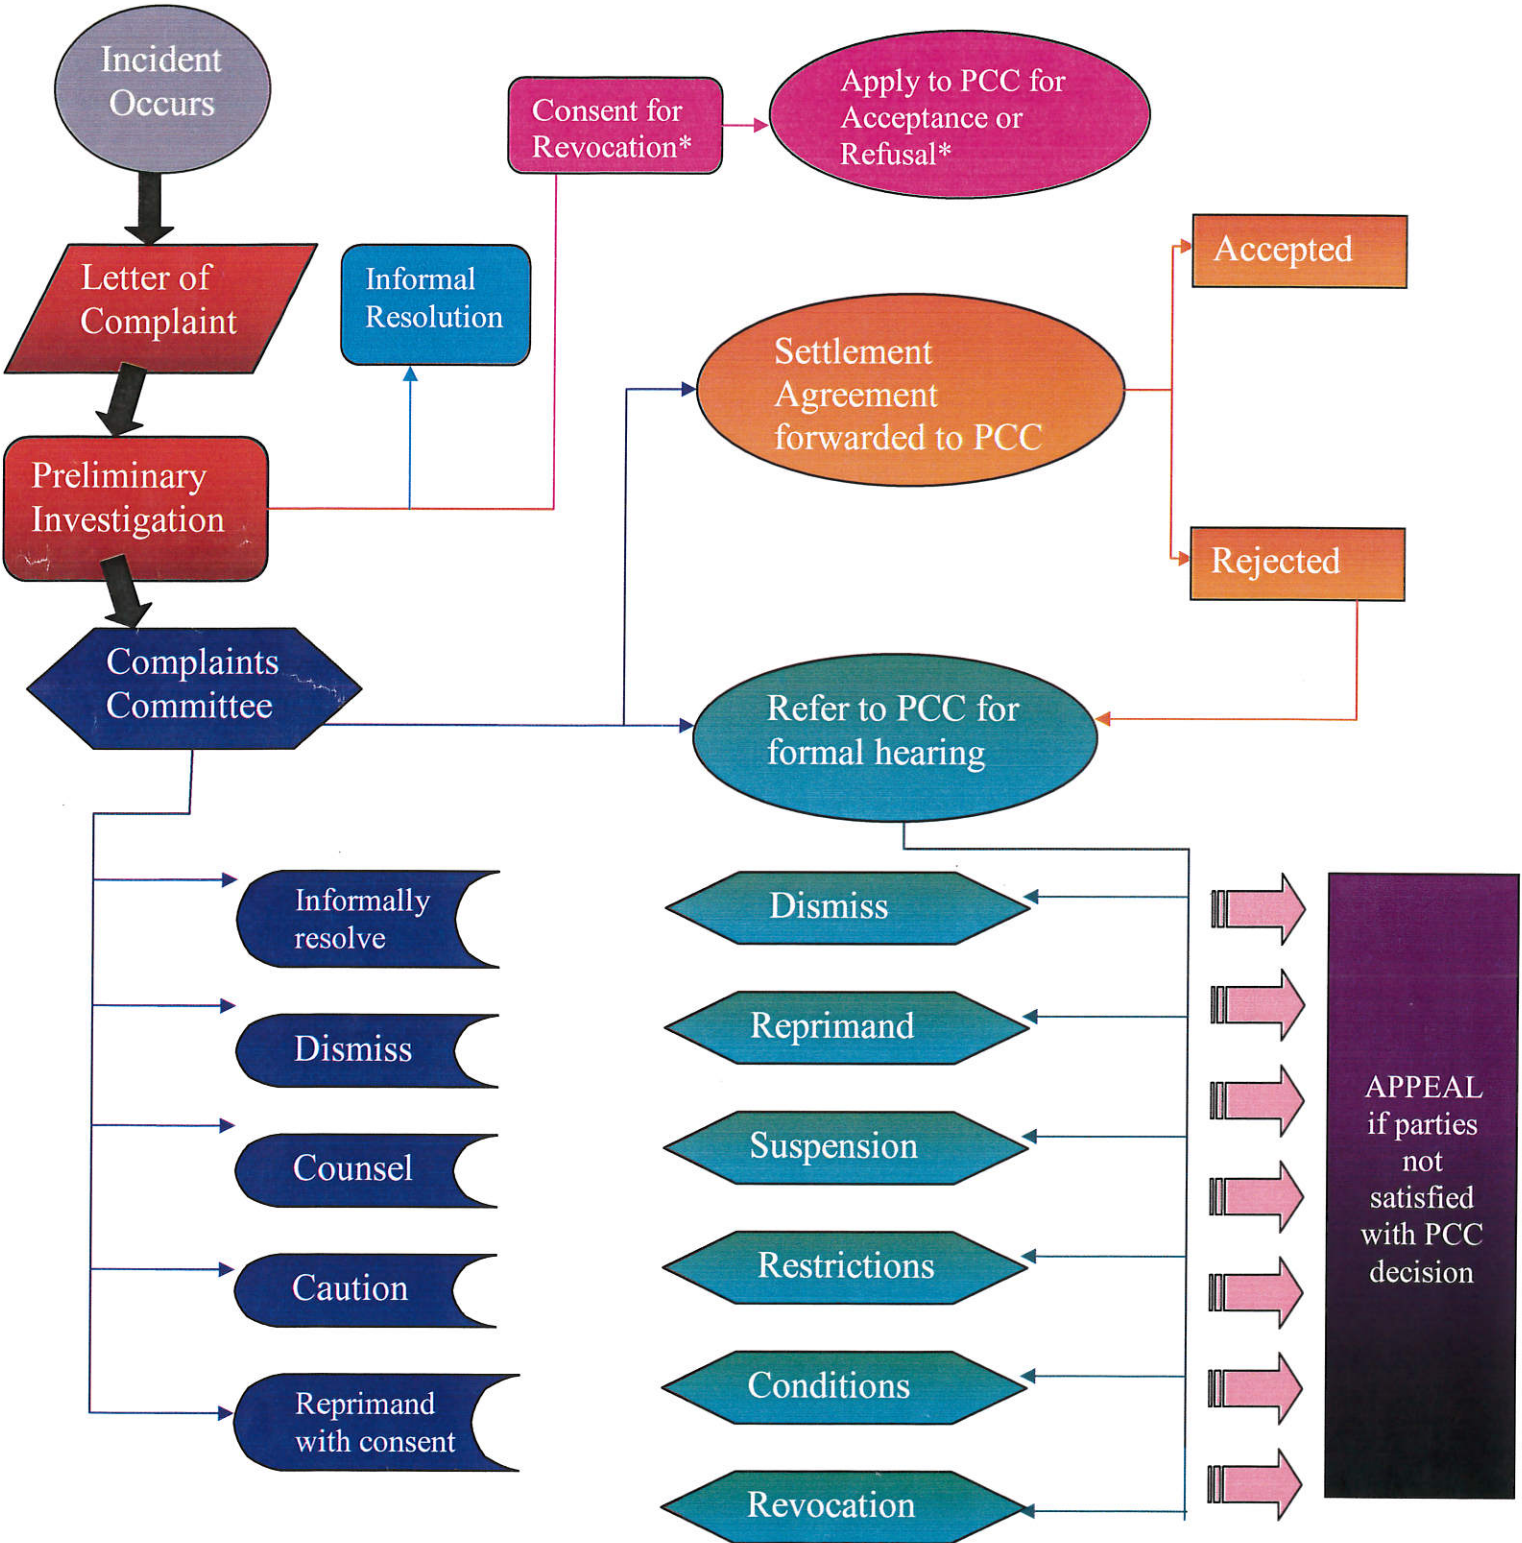 Incident
Occurs
Consent for
Revocation*
Apply to PCC for
Acceptance or
Refusal*
Letter of
Complaint
Informal
Resolution
Accepted
Settlement
Agreement
forwarded to PCC
Preliminary
Investigation
Rejected
Complaints
Committee
Refer to PCC for
formal hearing
Informally
resolve
Dismiss
Counsel
Caution
Reprimand
with consent
Dismiss
Reprimand
Suspension
Restrictions
Conditions
Revocation
APPEAL
if parties
not
satisfied
with PCC
decision